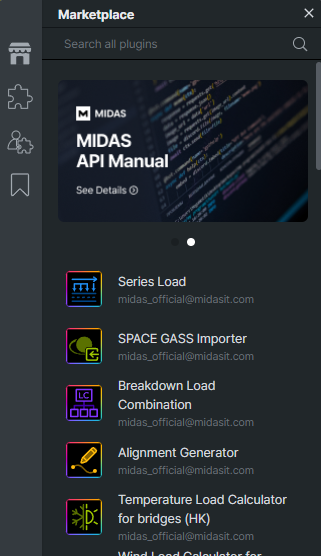 Marketplace
Search all plugins
MIDAS
MIDAS
API Manual
See Details
Series Load
midas_official@midasit.com
SPACE GASS Importer
midas_official@midasit.com
LC
Breakdown Load
Combination
midas_official@midasit.com
Alignment Generator
midas_official@midasit.com
Temperature Load Calculator
for bridges (HK)
midas_official@midasit.com
Wind Load Calculator for